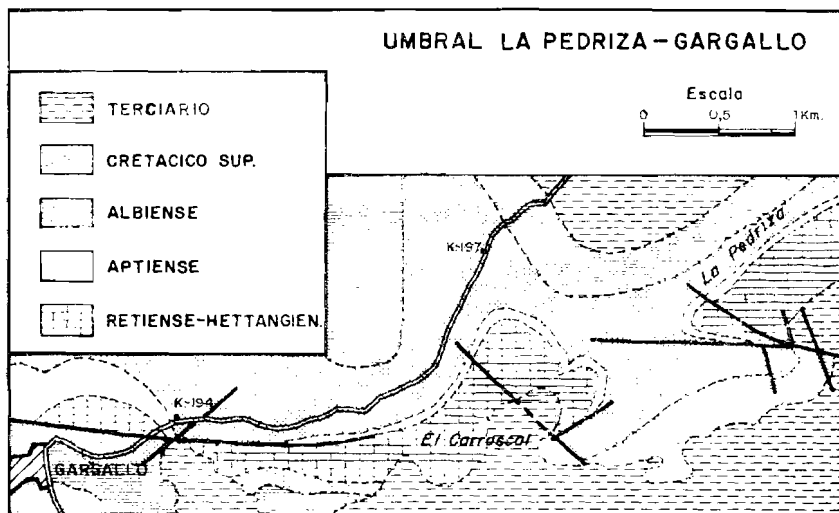 UMBRAL LA PEDRIZA-GARGALLO
Escala
0 0,5 1Km.
TERCIARIO
CRETACICO SUP.
ALBIENSE
APTIENSE
RETIENSE-HETTANGIEN.
La Pedriza
K-197
K-194
El Carrascal
GARGALLO